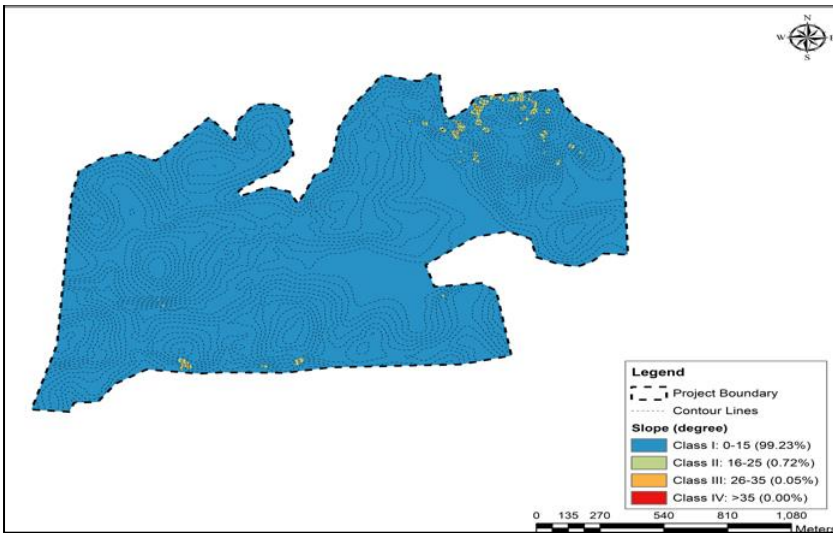 N
W E
S
Legend
Project Boundary
Contour Lines
Slope (degree)
Class I: 0-15 (99.23%)
Class II: 16-25 (0.72%)
Class III: 26-35 (0.05%)
Class IV: >35 (0.00%)
0 135 270 540 810 1,080
Meters